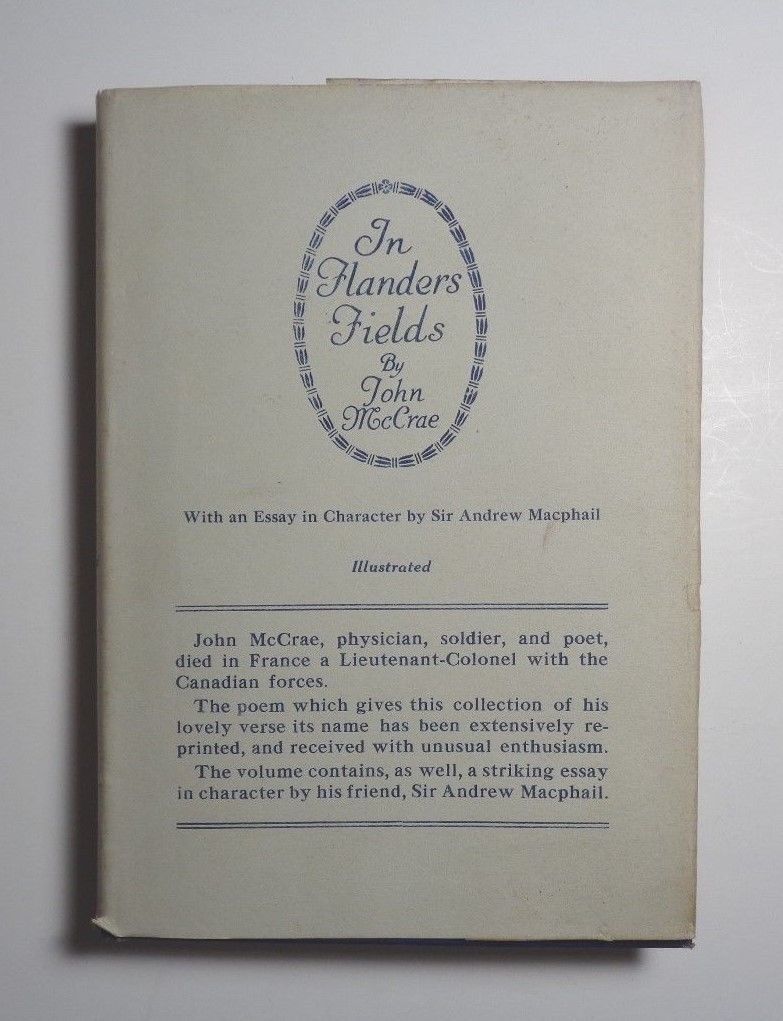 In
Flanders
Fields
By
John
McCrae
With an Essay in Character by Sir Andrew Macphail
Illustrated
John McCrae, physician, soldier, and poet,
died in France a Lieutenant-Colonel with the
Canadian forces.
The poem which gives this collection of his
lovely verse its name has been extensively re-
printed, and received with unusual enthusiasm.
The volume contains, as well, a striking essay
in character by his friend, Sir Andrew Macphail.